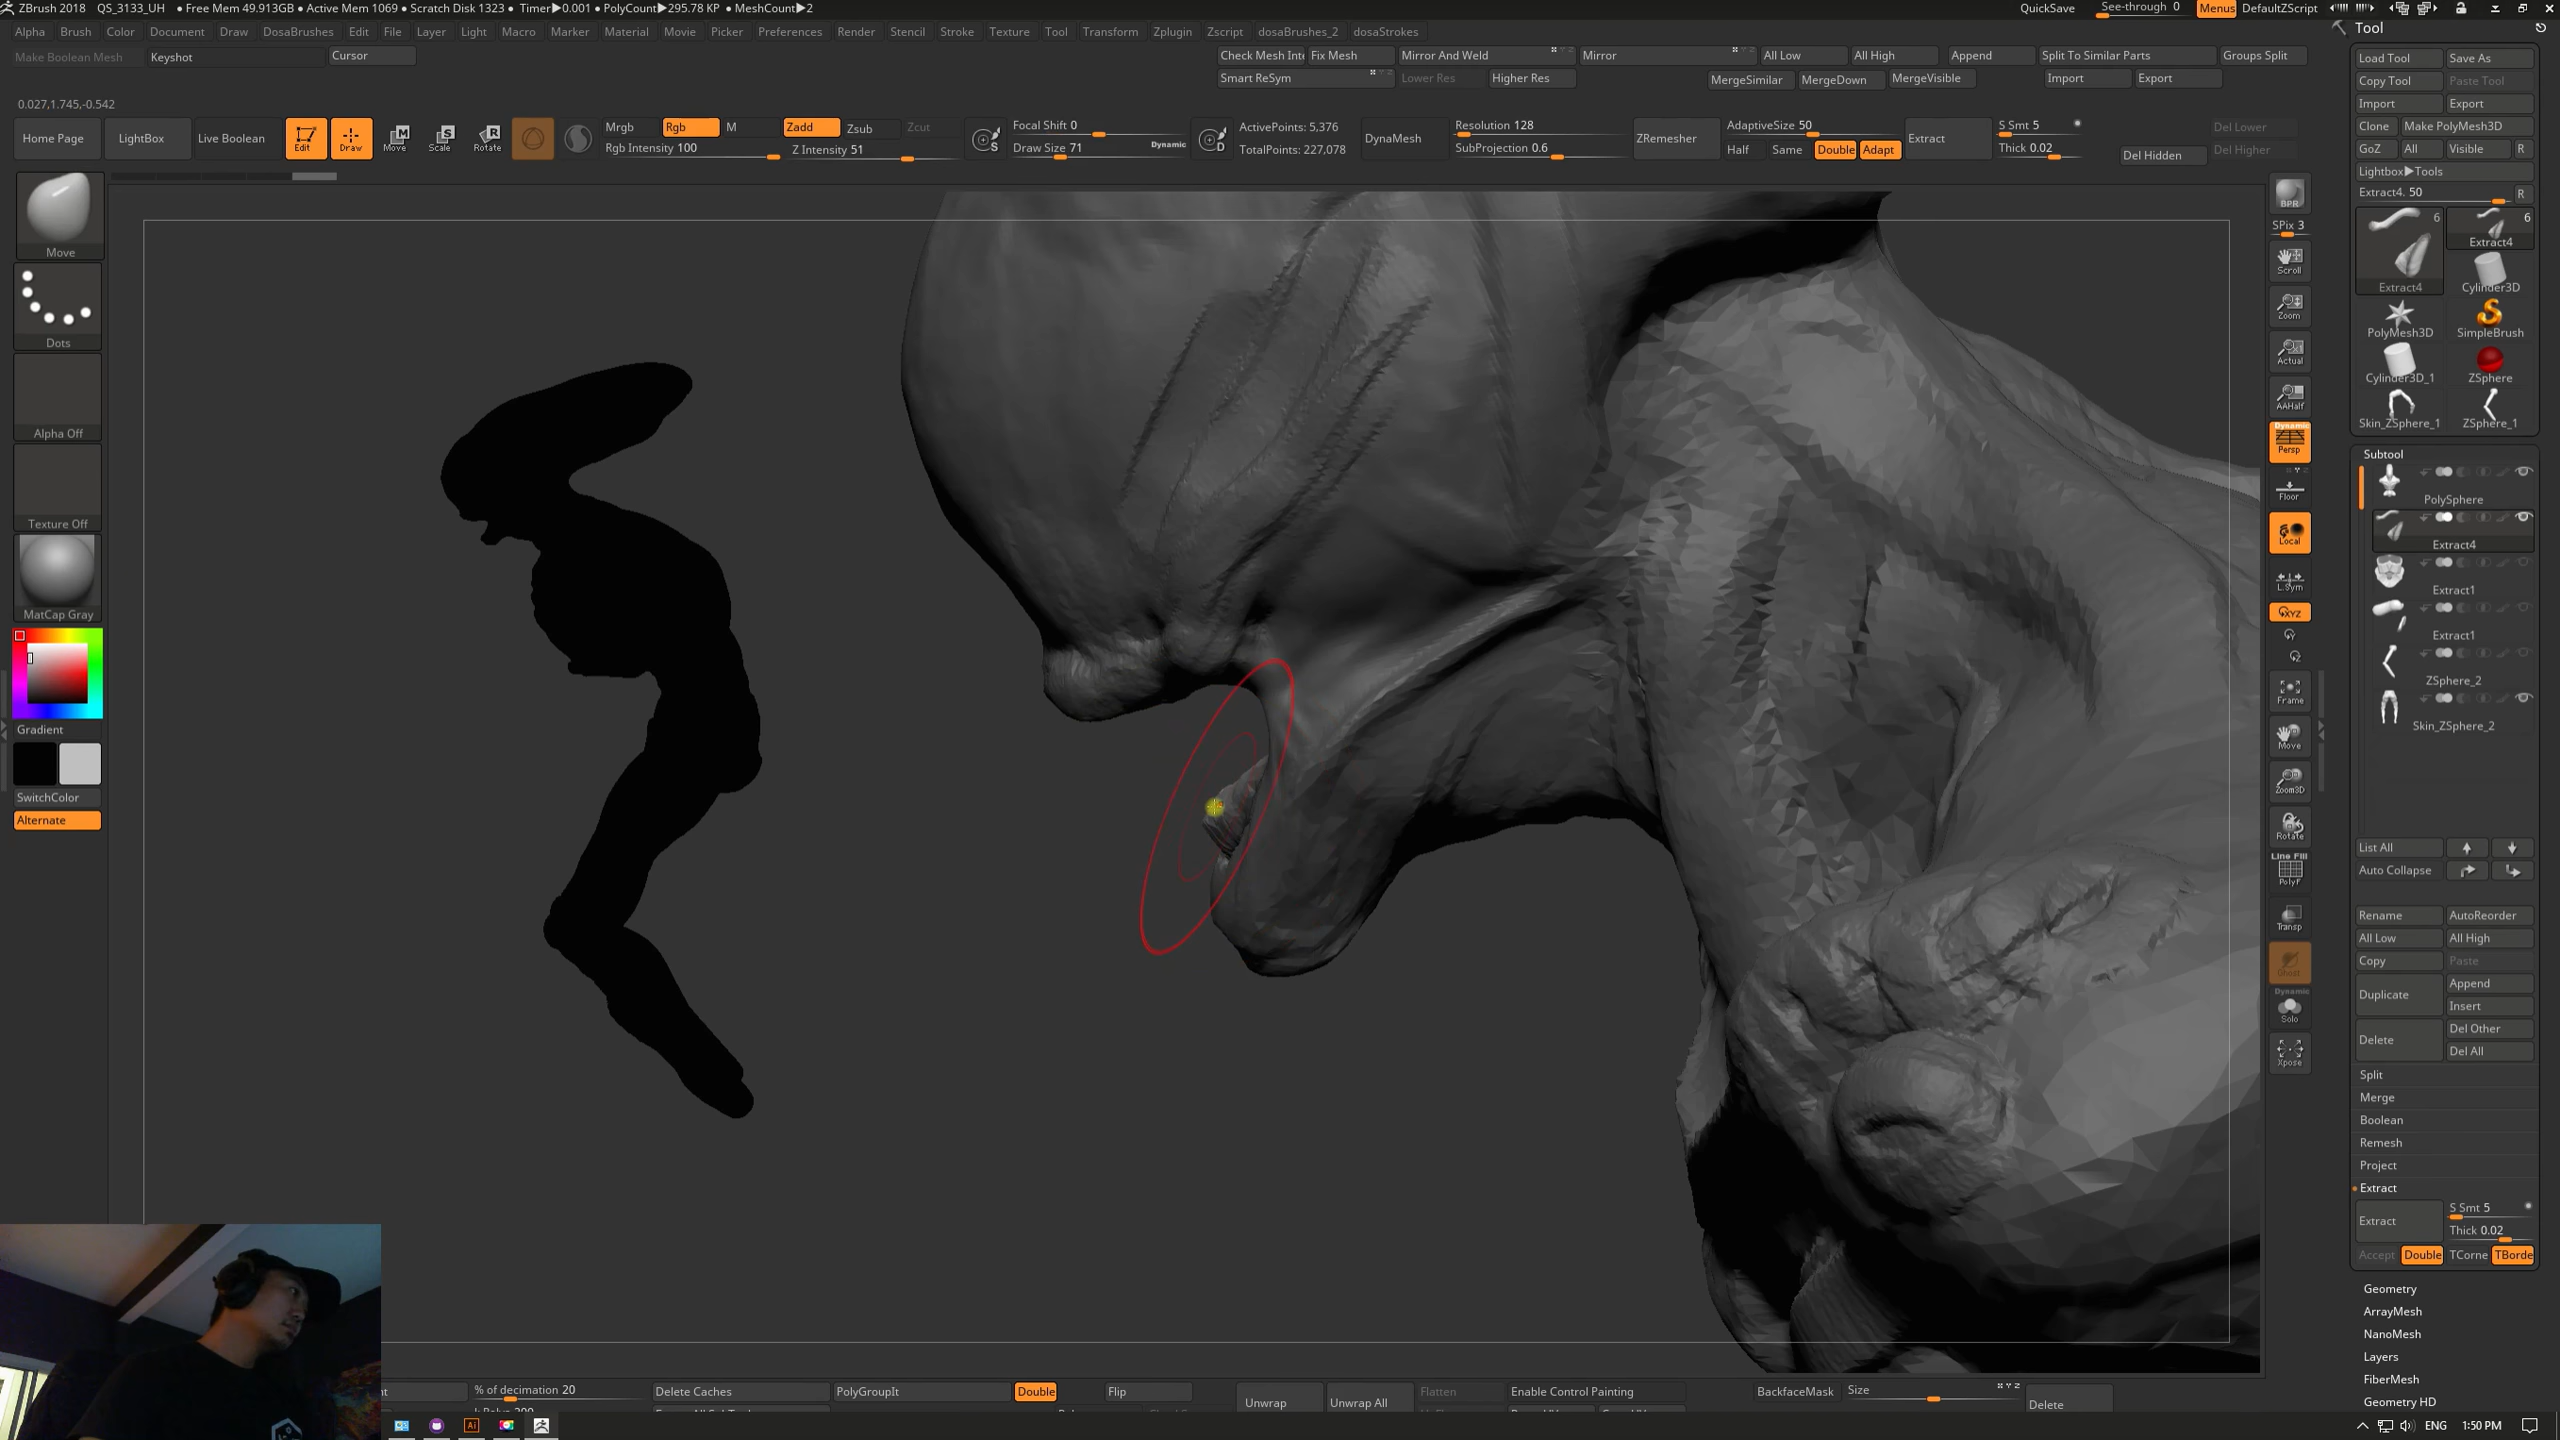 ZBrush 2018 QS_3133_UH • Free Mem 49.913GB • Active Mem 1069 • Scratch Disk 1323 • Timer▶0.001 • PolyCount▶295.78 KP • MeshCount▶2 QuickSave See-through 0 Menus DefaultZScript
Alpha Brush Color Document Draw DosaBrushes Edit File Layer Light Macro Marker Material Movie Picker Preferences Render Stencil Stroke Texture Tool Transform Zplugin Zscript dosaBrushes_2 dosaStrokes
Tool
Make Boolean Mesh Keyshot Cursor
Check Mesh Inte Fix Mesh Mirror And Weld Mirror All Low All High Append Split To Similar Parts Groups Split
Smart ReSym Lower Res Higher Res MergeSimilar MergeDown MergeVisible Import Export
0.027,1.745,-0.542
Home Page LightBox Live Boolean Edit Draw Move Scale Rotate
Mrgb Rgb M Zadd Zsub Zcut
Rgb Intensity 100 Z Intensity 51
Focal Shift 0
Draw Size 71 Dynamic
ActivePoints: 5,376
TotalPoints: 227,078
DynaMesh
Resolution 128
SubProjection 0.6
ZRemesher
AdaptiveSize 50
Half Same Double Adapt
Extract
S Smt 5
Thick 0.02
Del Hidden
Del Lower
Del Higher
Move
Dots
Alpha Off
Texture Off
MatCap Gray
Gradient
SwitchColor
Alternate
BPR
SPix 3
Scroll
Zoom
Actual
AAHalf
Dynamic
Persp
Floor
Local
L.Sym
XYZ
Frame
Move
Zoom3D
Rotate
Line Fill
PolyF
Transp
Ghost
Dynamic
Solo
Xpose
Load Tool Save As
Copy Tool Paste Tool
Import Export
Clone Make PolyMesh3D
GoZ All Visible R
Lightbox▶Tools
Extract4. 50 R
6 6
Extract4
Extract4 Cylinder3D
PolyMesh3D SimpleBrush
Cylinder3D_1 ZSphere
Skin_ZSphere_1 ZSphere_1
Subtool
PolySphere
Extract4
Extract1
Extract1
ZSphere_2
Skin_ZSphere_2
List All
Auto Collapse
Rename AutoReorder
All Low All High
Copy Paste
Duplicate Append
Insert
Delete Del Other
Del All
Split
Merge
Boolean
Remesh
Project
Extract
Extract S Smt 5
Thick 0.02
Accept Double TCorne TBorde
Geometry
ArrayMesh
NanoMesh
Layers
FiberMesh
Geometry HD
% of decimation 20 Delete Caches PolyGroupIt Double Flip Unwrap Unwrap All Flatten Enable Control Painting BackfaceMask Size Delete
ENG 1:50 PM